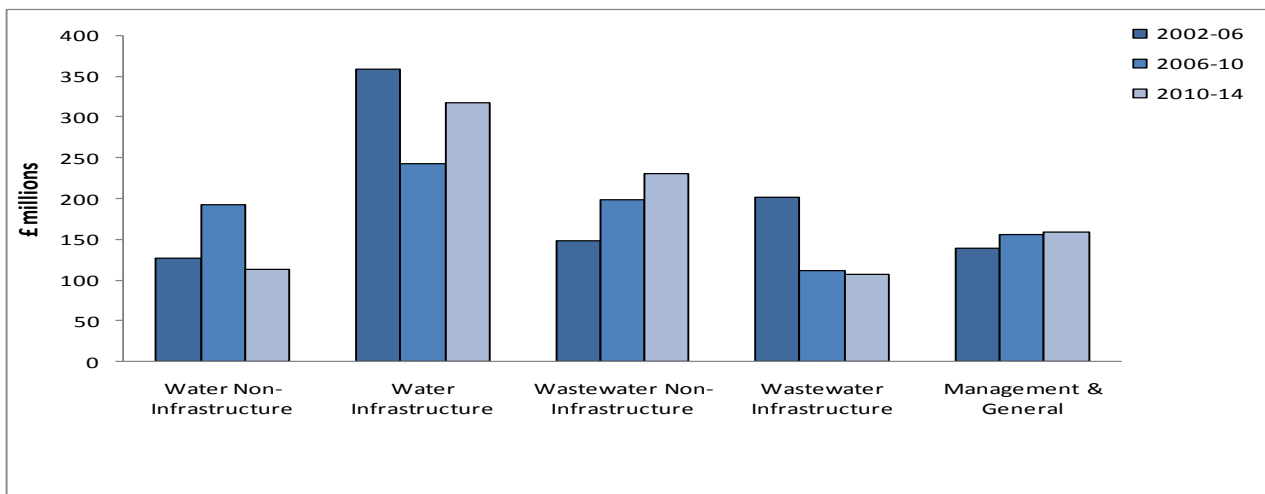 £ millions
400
350
300
250
200
150
100
50
0
Water Non-
Infrastructure
Water
Infrastructure
Wastewater Non-
Infrastructure
Wastewater
Infrastructure
Management &
General
2002-06
2006-10
2010-14